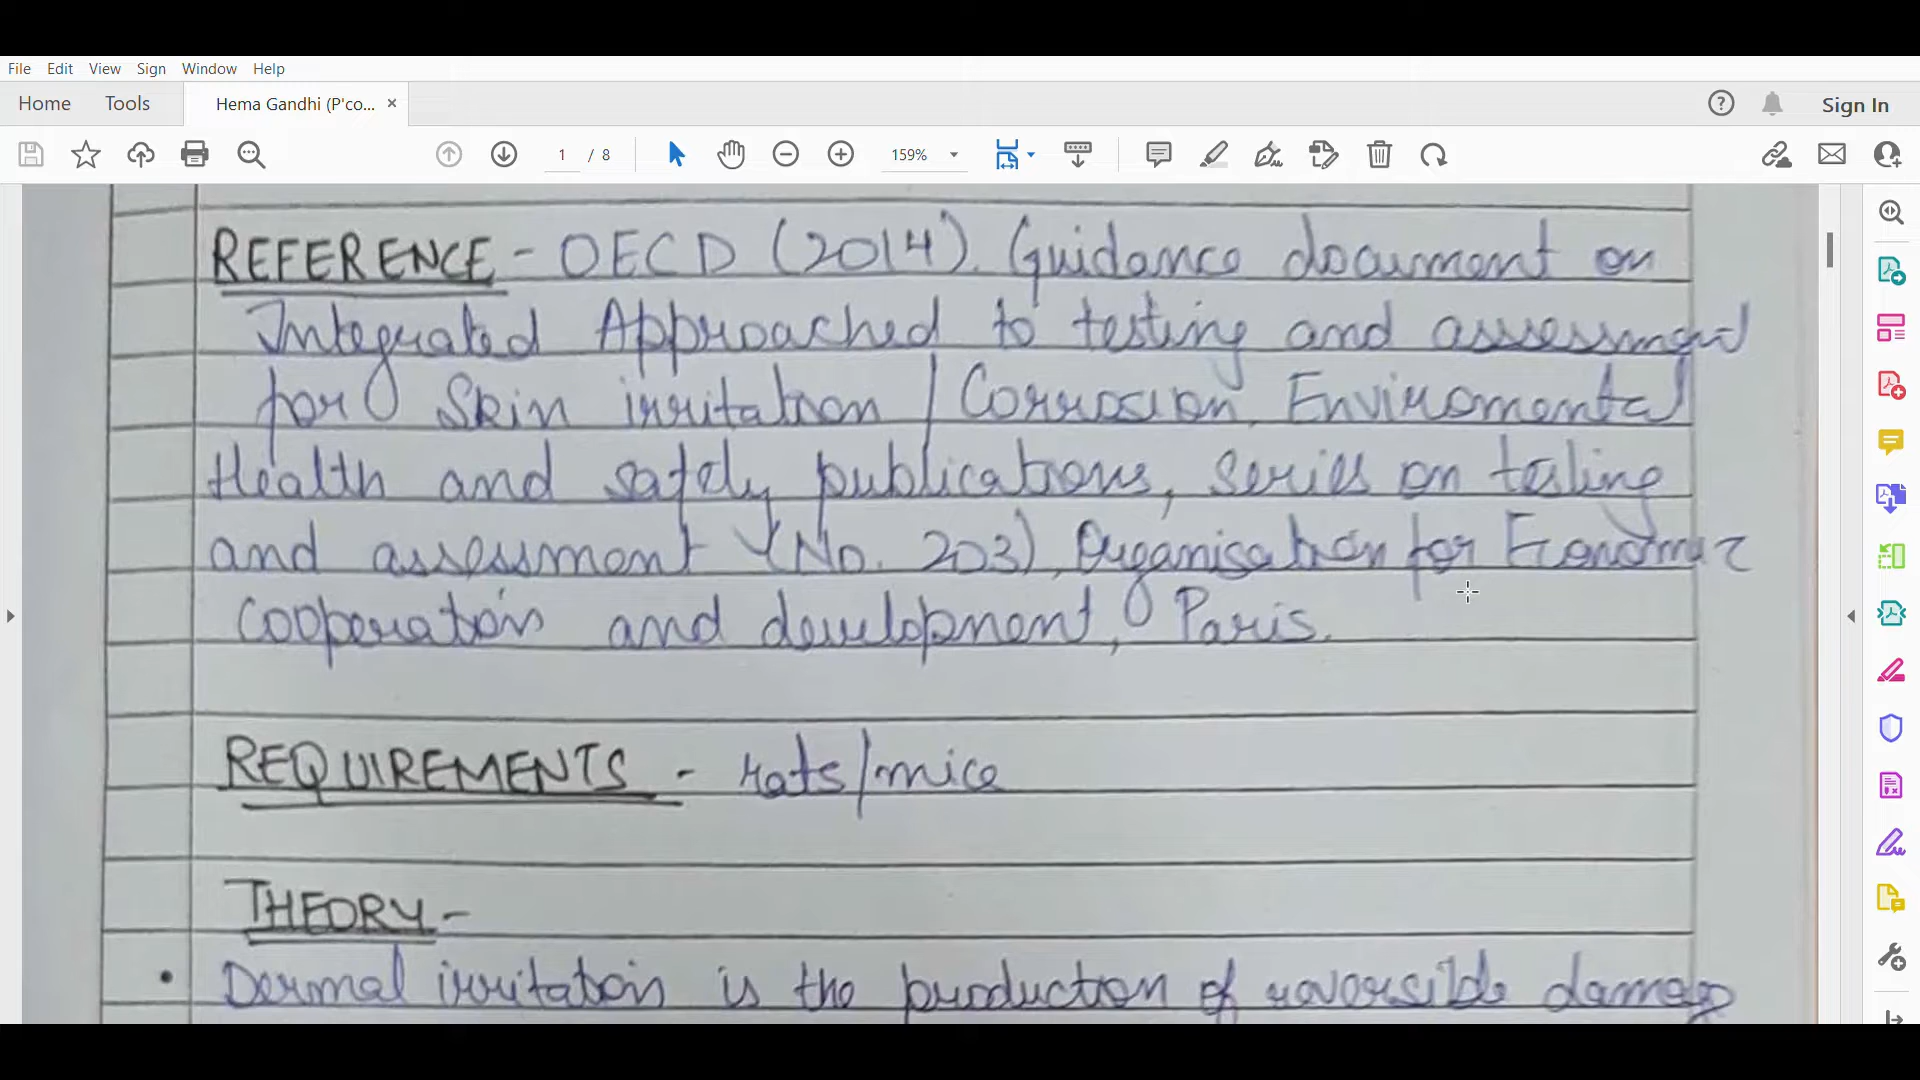 File Edit View Sign Window Help
Home Tools Hema Gandhi (P'co... × Sign In
1 / 8 159%
REFERENCE - OECD (2014). Guidance document on
Integrated Approached to testing and assessment
for Skin irritation / Corrosion, Enviromental
Health and safety publications, series on testing
and assessment (No. 203), Organisation for Economic
cooperation and development, Paris.
REQUIREMENTS - rats/mice
THEORY -
• Dermal irritation is the production of reversible damage